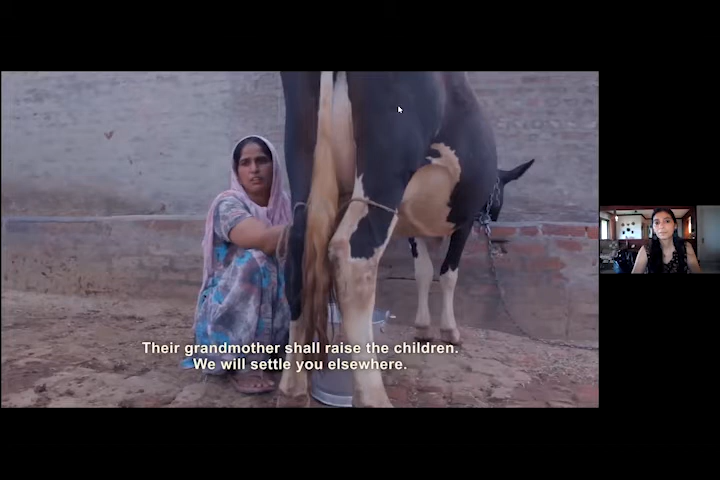 Their grandmother shall raise the children.
We will settle you elsewhere.